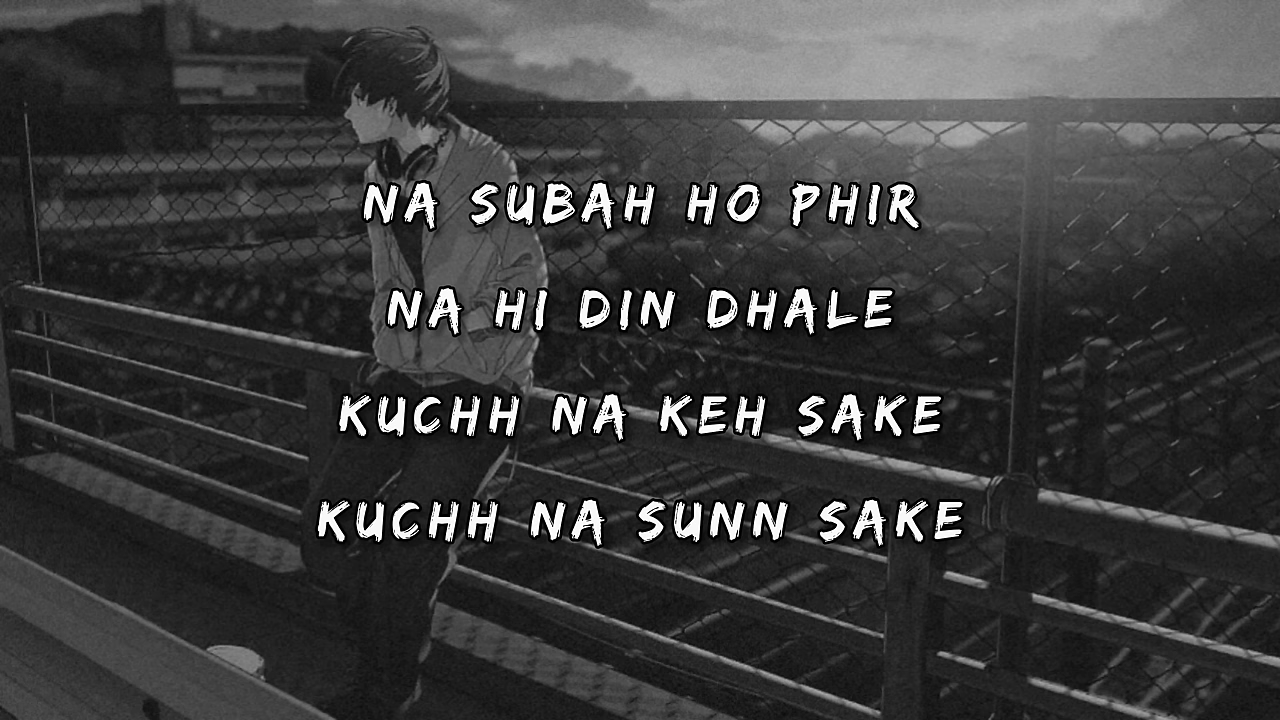 NA SUBAH HO PHIR
NA HI DIN DHALE
KUCHH NA KEH SAKE
KUCHH NA SUNN SAKE